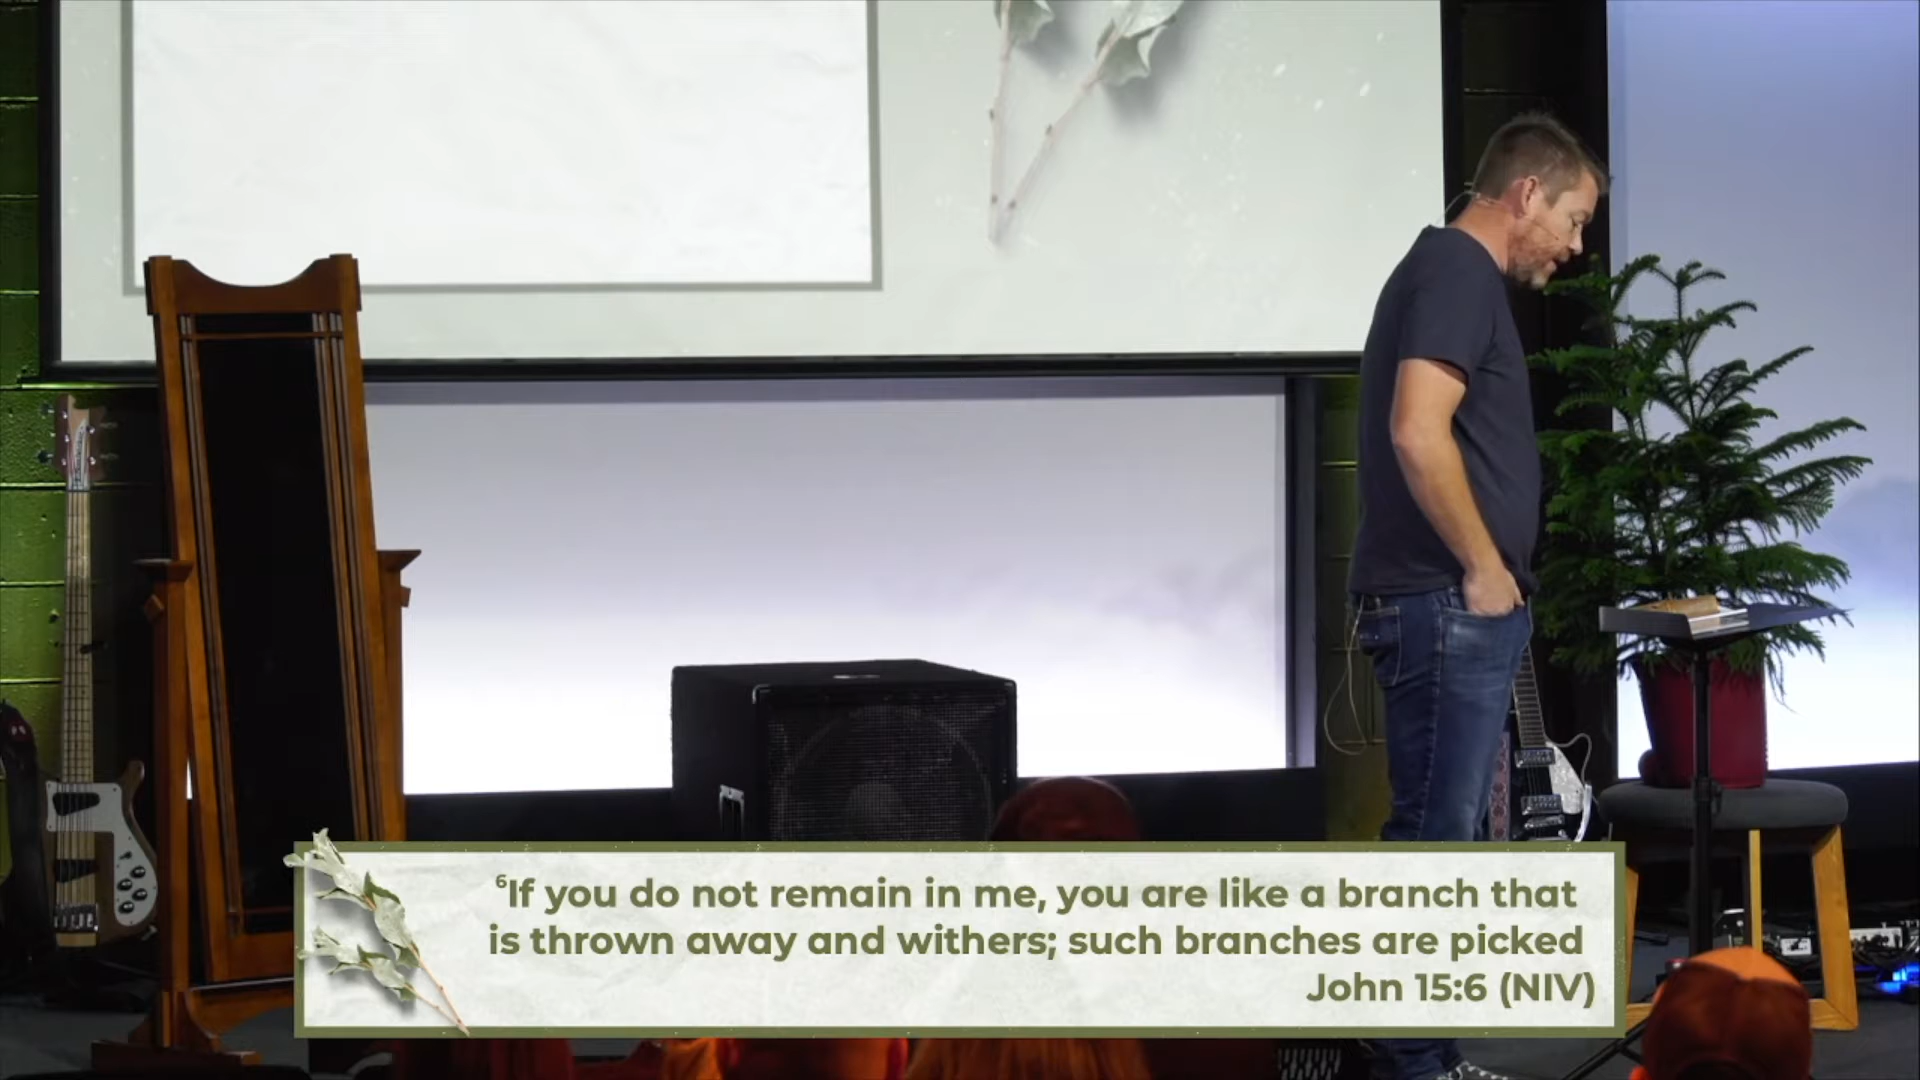 ⁶If you do not remain in me, you are like a branch that
is thrown away and withers; such branches are picked
John 15:6 (NIV)